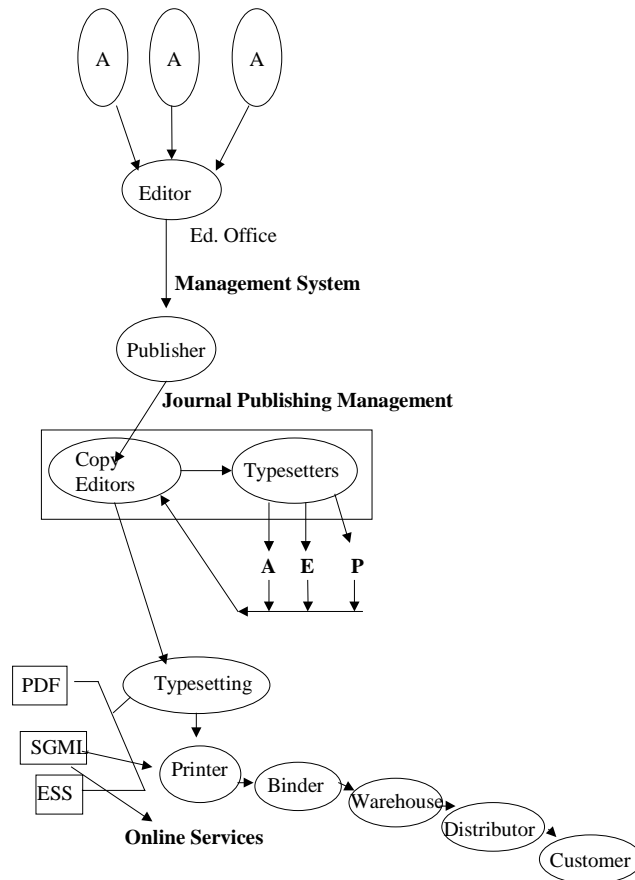 A A A
Editor
Ed. Office
Management System
Publisher
Journal Publishing Management
Copy
Editors
Typesetters
A E P
PDF
Typesetting
SGML
ESS
Printer
Binder
Warehouse
Distributor
Customer
Online Services